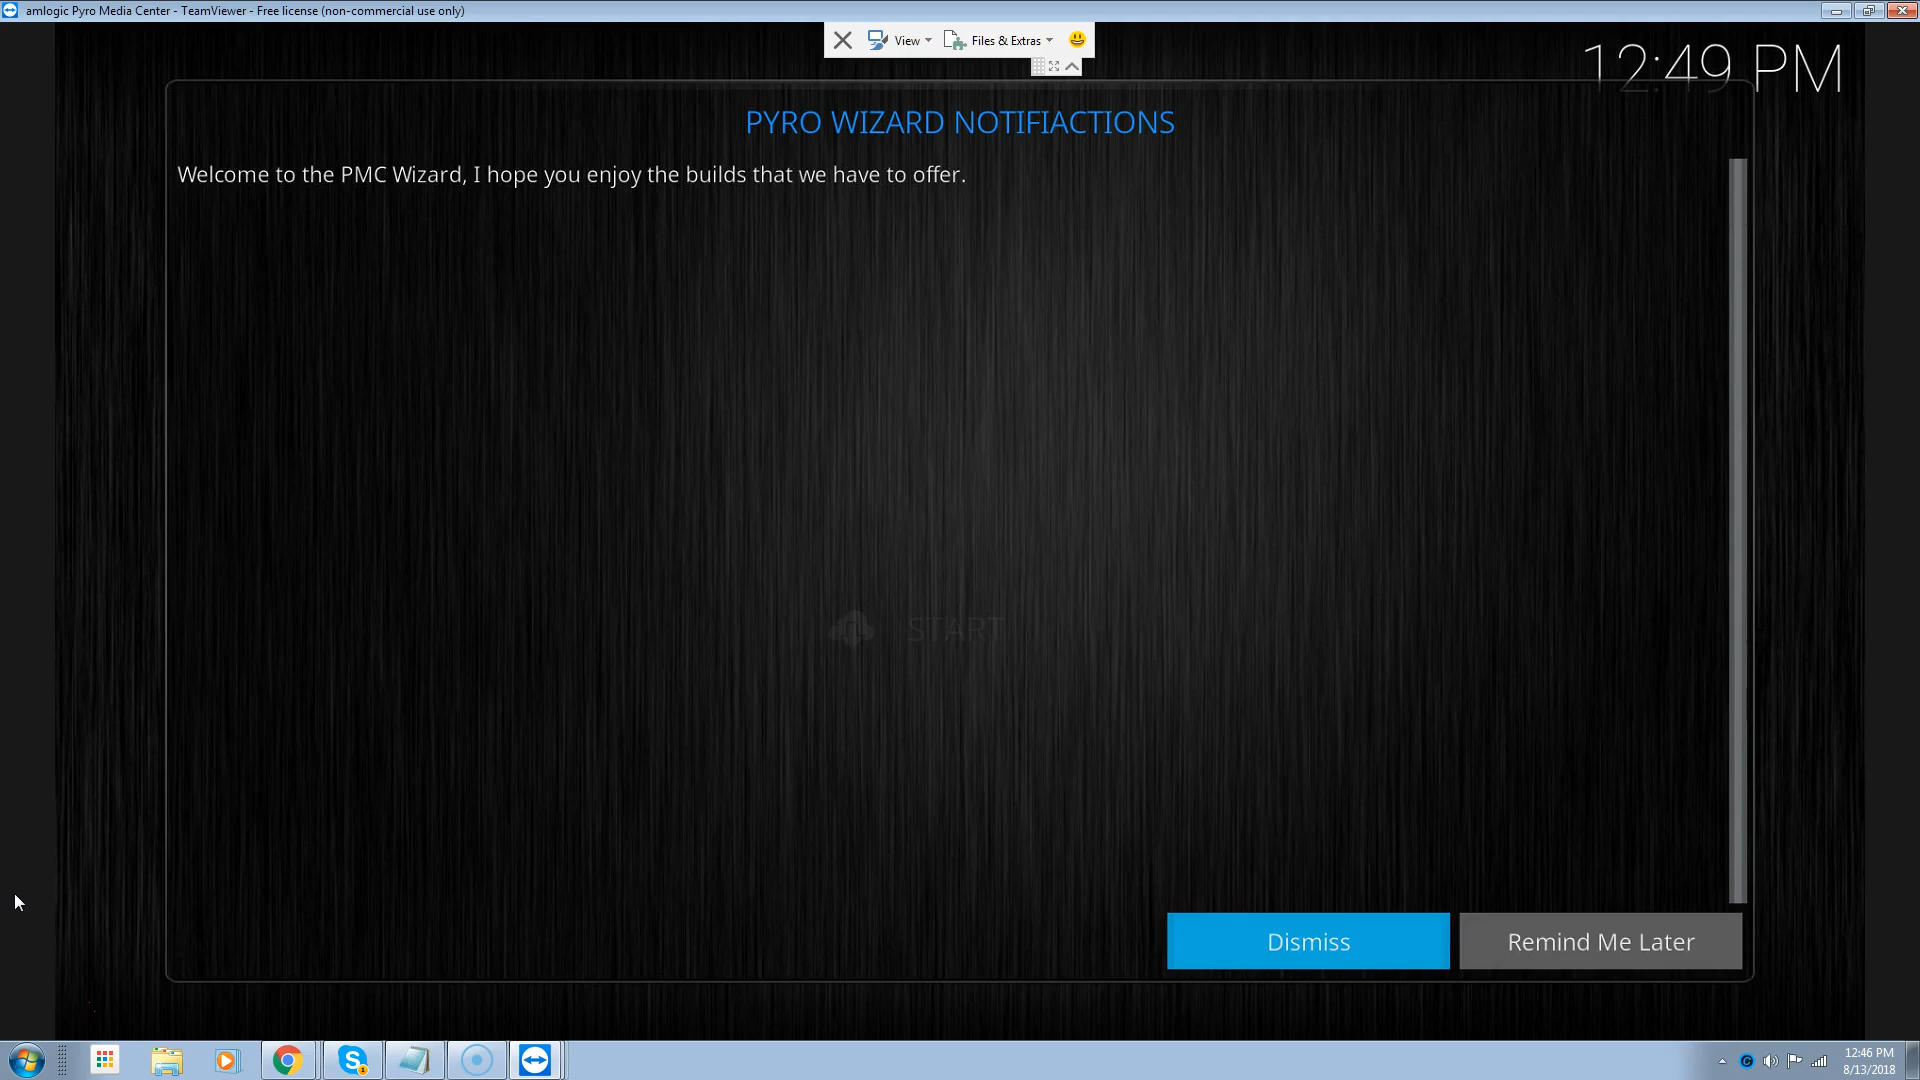 amlogic Pyro Media Center - TeamViewer - Free license (non-commercial use only)
View
Files & Extras
12:49 PM
PYRO WIZARD NOTIFIACTIONS
Welcome to the PMC Wizard, I hope you enjoy the builds that we have to offer.
START
Dismiss
Remind Me Later
12:46 PM
8/13/2018